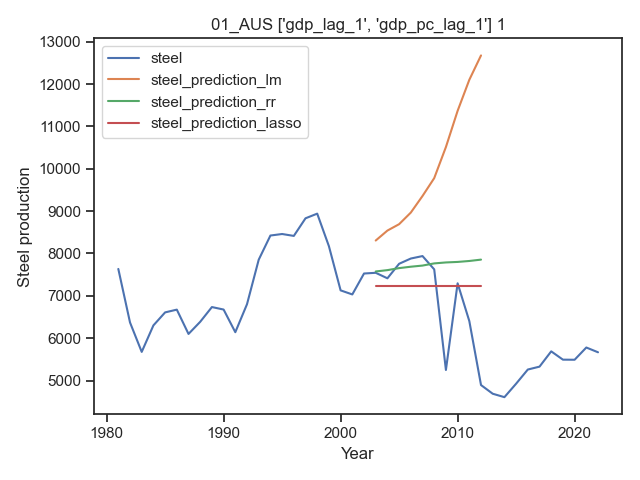 01_AUS ['gdp_lag_1', 'gdp_pc_lag_1'] 1
steel
steel_prediction_lm
steel_prediction_rr
steel_prediction_lasso
13000
12000
11000
10000
9000
8000
7000
6000
5000
Steel production
1980
1990
2000
2010
2020
Year